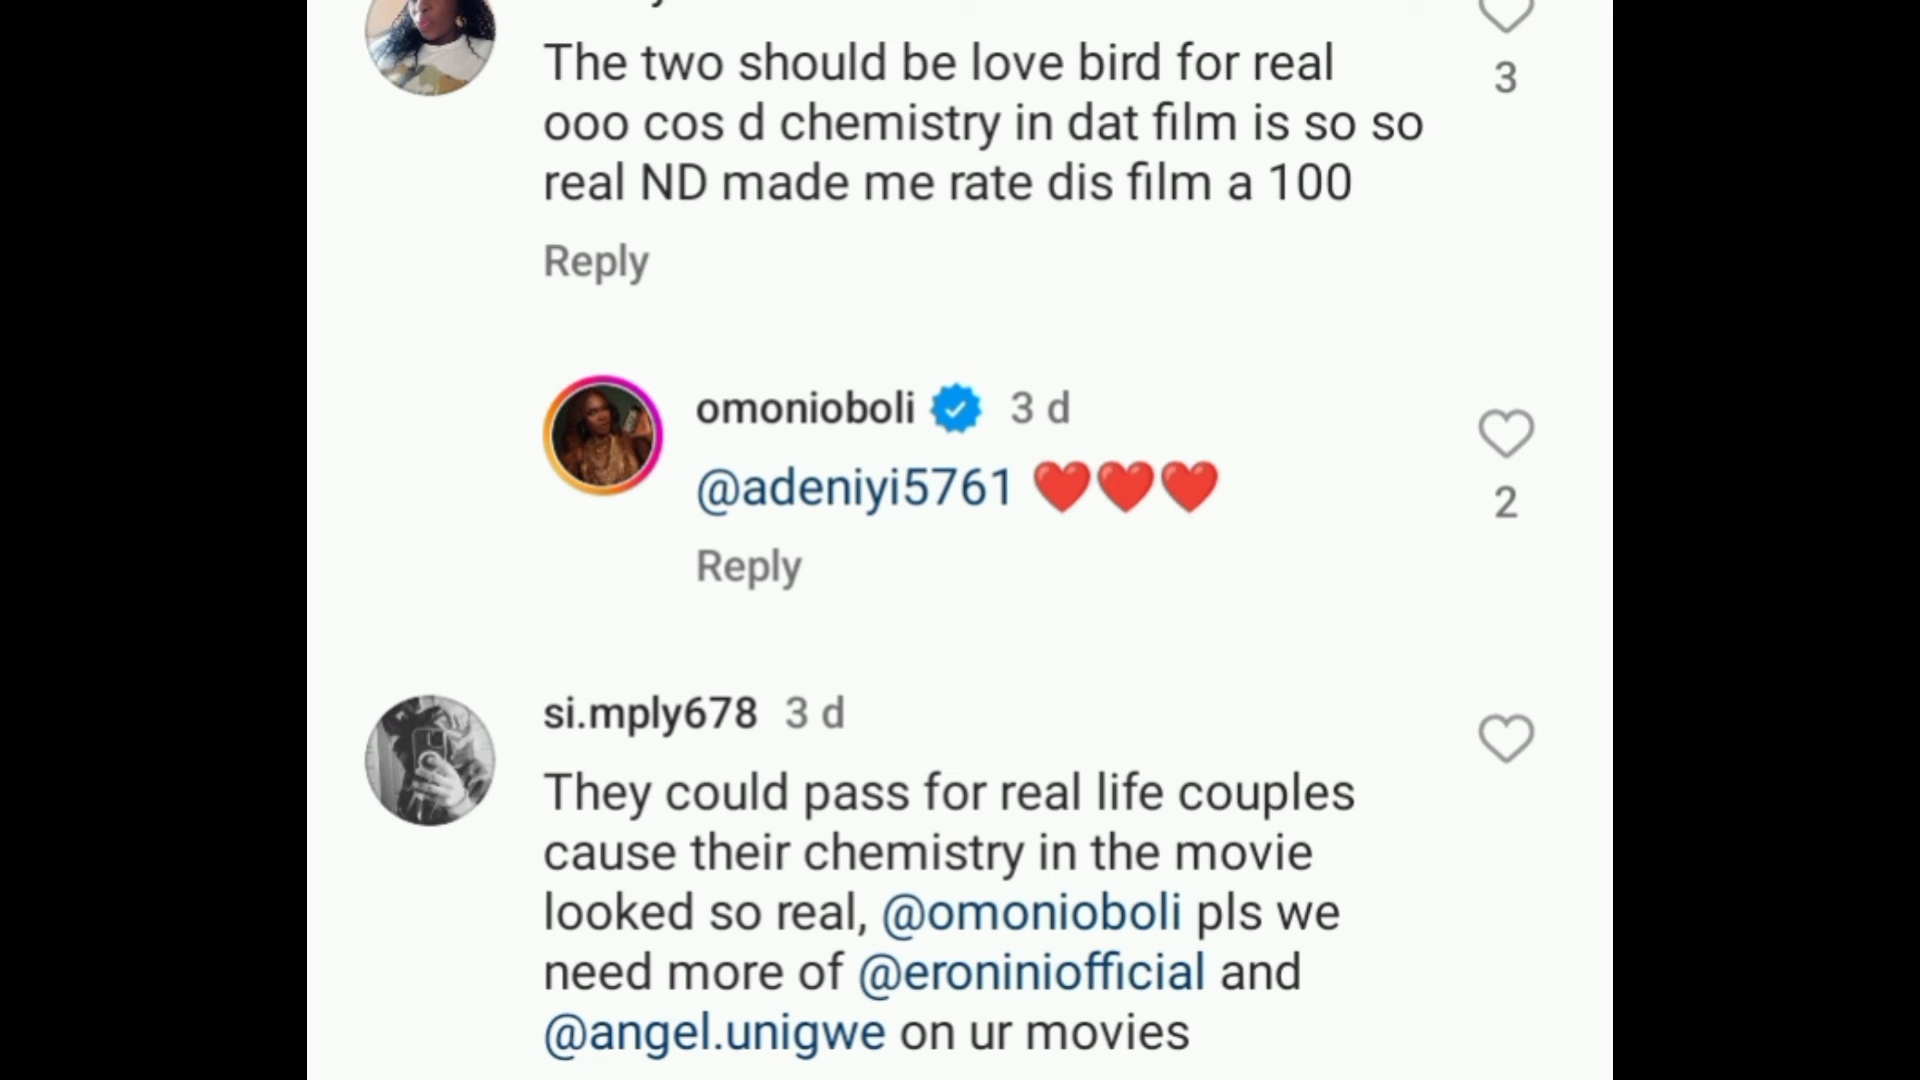 The two should be love bird for real
ooo cos d chemistry in dat film is so so
real ND made me rate dis film a 100
3
Reply
omonioboli 3 d
@adeniyi5761 ❤️❤️❤️
2
Reply
si.mply678 3 d
They could pass for real life couples
cause their chemistry in the movie
looked so real, @omonioboli pls we
need more of @eroniniofficial and
@angel.unigwe on ur movies